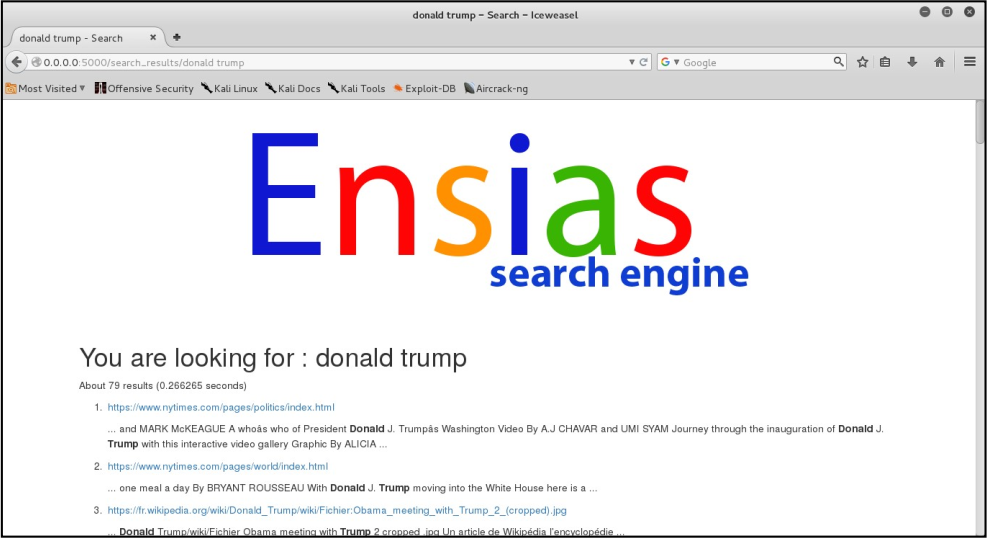 donald trump – Search – Iceweasel
donald trump - Search
0.0.0.0:5000/search_results/donald trump
Google
Most Visited
Offensive Security
Kali Linux
Kali Docs
Kali Tools
Exploit-DB
Aircrack-ng
Ensias
search engine
You are looking for : donald trump
About 79 results (0.266265 seconds)
1. https://www.nytimes.com/pages/politics/index.html
... and MARK McKEAGUE A whoâs who of President Donald J. Trumpâs Washington Video By A.J CHAVAR and UMI SYAM Journey through the inauguration of Donald J.
Trump with this interactive video gallery Graphic By ALICIA ...
2. https://www.nytimes.com/pages/world/index.html
... one meal a day By BRYANT ROUSSEAU With Donald J. Trump moving into the White House here is a ...
3. https://fr.wikipedia.org/wiki/Donald_Trump/wiki/Fichier:Obama_meeting_with_Trump_2_(cropped).jpg
... Donald Trump/wiki/Fichier Obama meeting with Trump 2 cropped .jpg Un article de Wikipédia l'encyclopédie ...